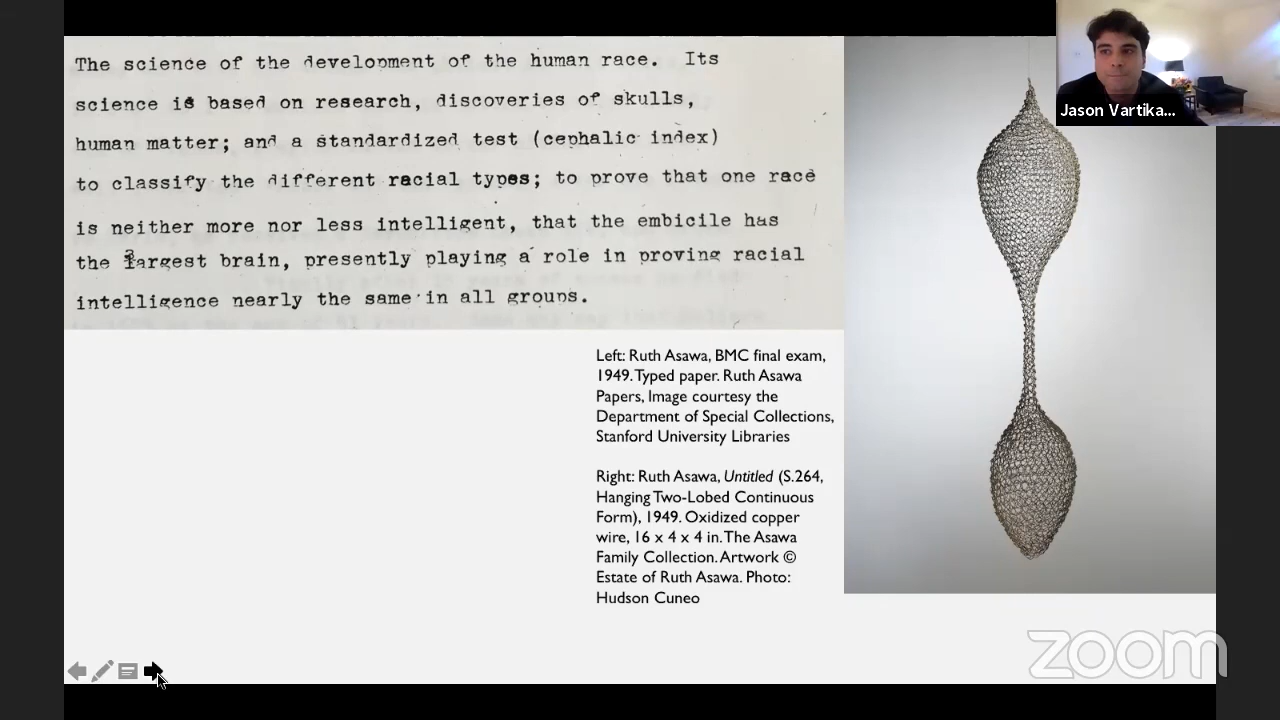 The science of the development of the human race. Its
science is based on research, discoveries of skulls,
human matter; and a standardized test (cephalic index)
to classify the different racial types; to prove that one race
is neither more nor less intelligent, that the embicile has
the largest brain, presently playing a role in proving racial
intelligence nearly the same in all groups.
Jason Vartika...
Left: Ruth Asawa, BMC final exam,
1949. Typed paper. Ruth Asawa
Papers, Image courtesy the
Department of Special Collections,
Stanford University Libraries
Right: Ruth Asawa, Untitled (S.264,
Hanging Two-Lobed Continuous
Form), 1949. Oxidized copper
wire, 16 x 4 x 4 in. The Asawa
Family Collection. Artwork ©
Estate of Ruth Asawa. Photo:
Hudson Cuneo
zoom